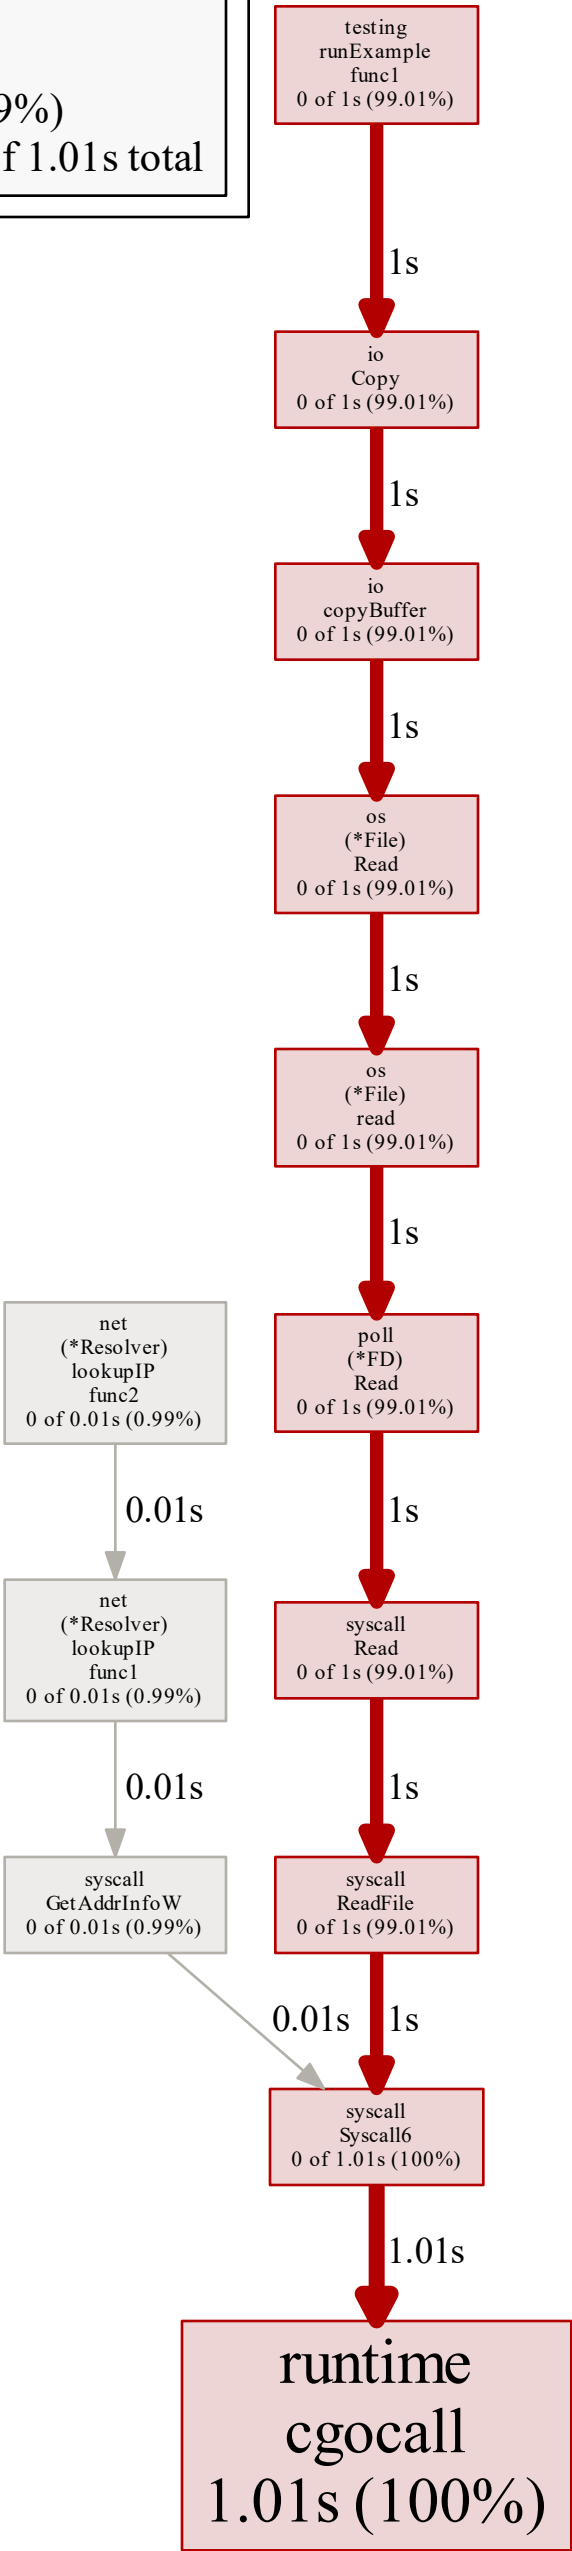 9%)
f 1.01s total
testing
runExample
func1
0 of 1s (99.01%)
1s
io
Copy
0 of 1s (99.01%)
1s
io
copyBuffer
0 of 1s (99.01%)
1s
os
(*File)
Read
0 of 1s (99.01%)
1s
os
(*File)
read
0 of 1s (99.01%)
1s
net
(*Resolver)
lookupIP
func2
0 of 0.01s (0.99%)
poll
(*FD)
Read
0 of 1s (99.01%)
0.01s
1s
net
(*Resolver)
lookupIP
func1
0 of 0.01s (0.99%)
syscall
Read
0 of 1s (99.01%)
0.01s
1s
syscall
GetAddrInfoW
0 of 0.01s (0.99%)
syscall
ReadFile
0 of 1s (99.01%)
0.01s
1s
syscall
Syscall6
0 of 1.01s (100%)
1.01s
runtime
cgocall
1.01s (100%)